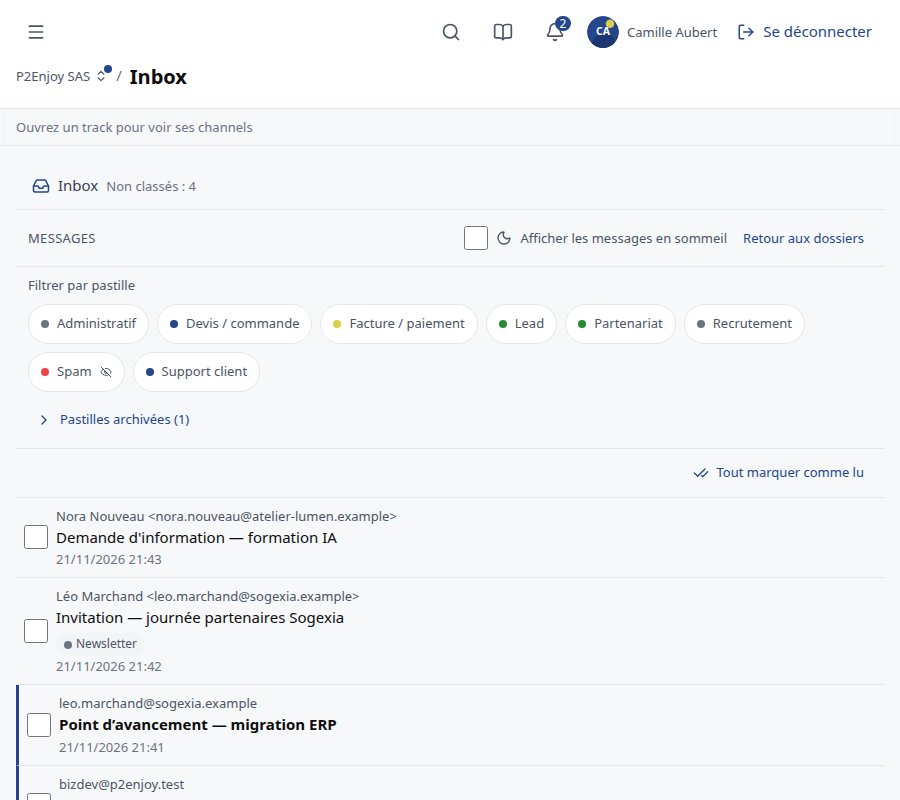 2
CA
Camille Aubert
Se déconnecter
P2Enjoy SAS / Inbox
Ouvrez un track pour voir ses channels
Inbox Non classés : 4
MESSAGES
Afficher les messages en sommeil
Retour aux dossiers
Filtrer par pastille
Administratif
Devis / commande
Facture / paiement
Lead
Partenariat
Recrutement
Spam
Support client
Pastilles archivées (1)
Tout marquer comme lu
Nora Nouveau <nora.nouveau@atelier-lumen.example>
Demande d'information — formation IA
21/11/2026 21:43
Léo Marchand <leo.marchand@sogexia.example>
Invitation — journée partenaires Sogexia
Newsletter
21/11/2026 21:42
leo.marchand@sogexia.example
Point d’avancement — migration ERP
21/11/2026 21:41
bizdev@p2enjoy.test